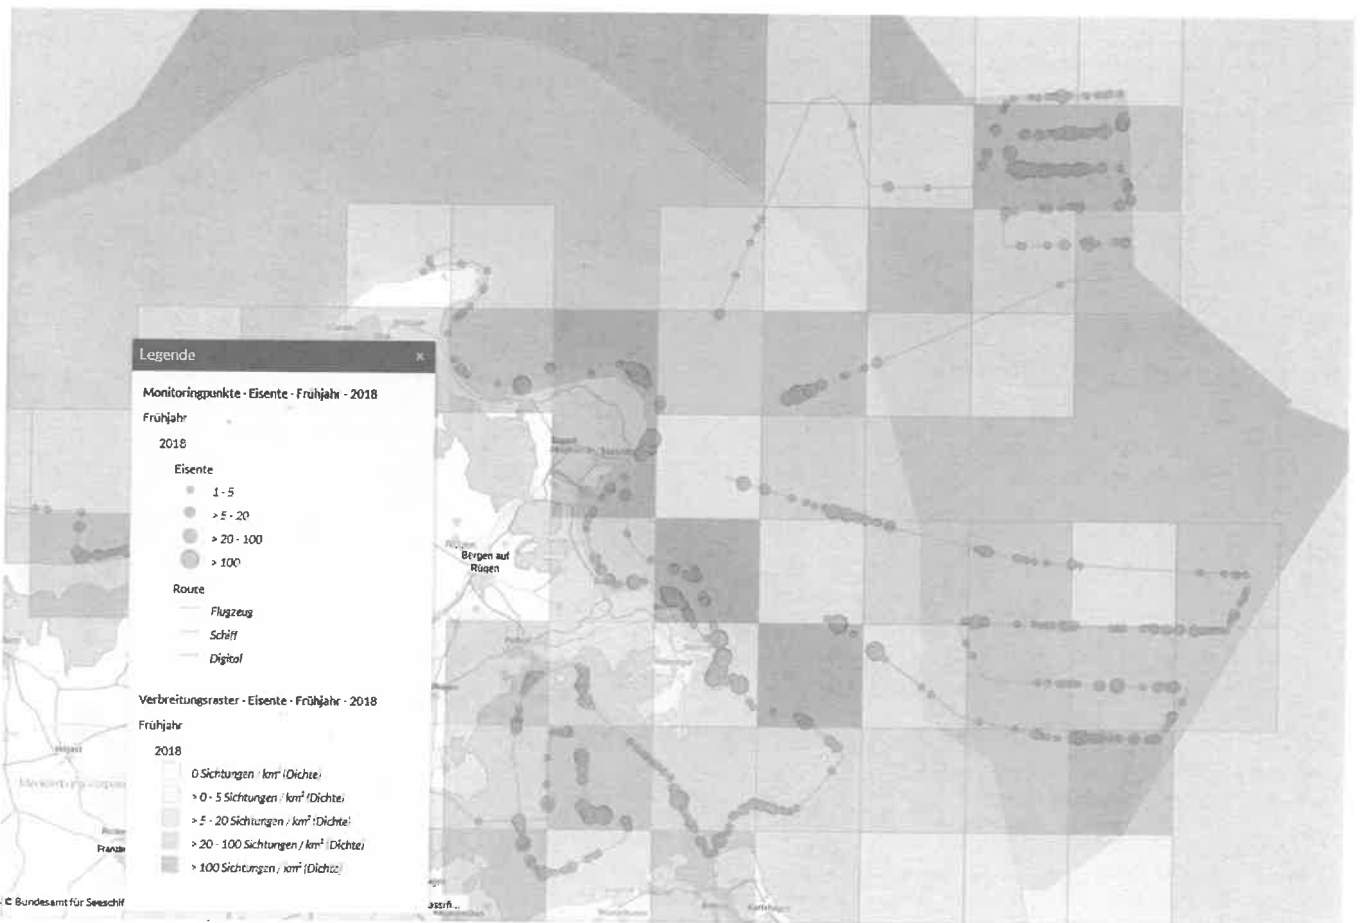 Legende ×
Monitoringpunkte - Eisente - Frühjahr - 2018
Frühjahr
2018
Eisente
1 - 5
> 5 - 20
> 20 - 100
> 100
Route
Flugzeug
Schiff
Digital
Verbreitungsraster - Eisente - Frühjahr - 2018
Frühjahr
2018
0 Sichtungen / km² (Dichte)
> 0 - 5 Sichtungen / km² (Dichte)
> 5 - 20 Sichtungen / km² (Dichte)
> 20 - 100 Sichtungen / km² (Dichte)
> 100 Sichtungen / km² (Dichte)
Bergen auf
Rügen
© Bundesamt für Seeschif